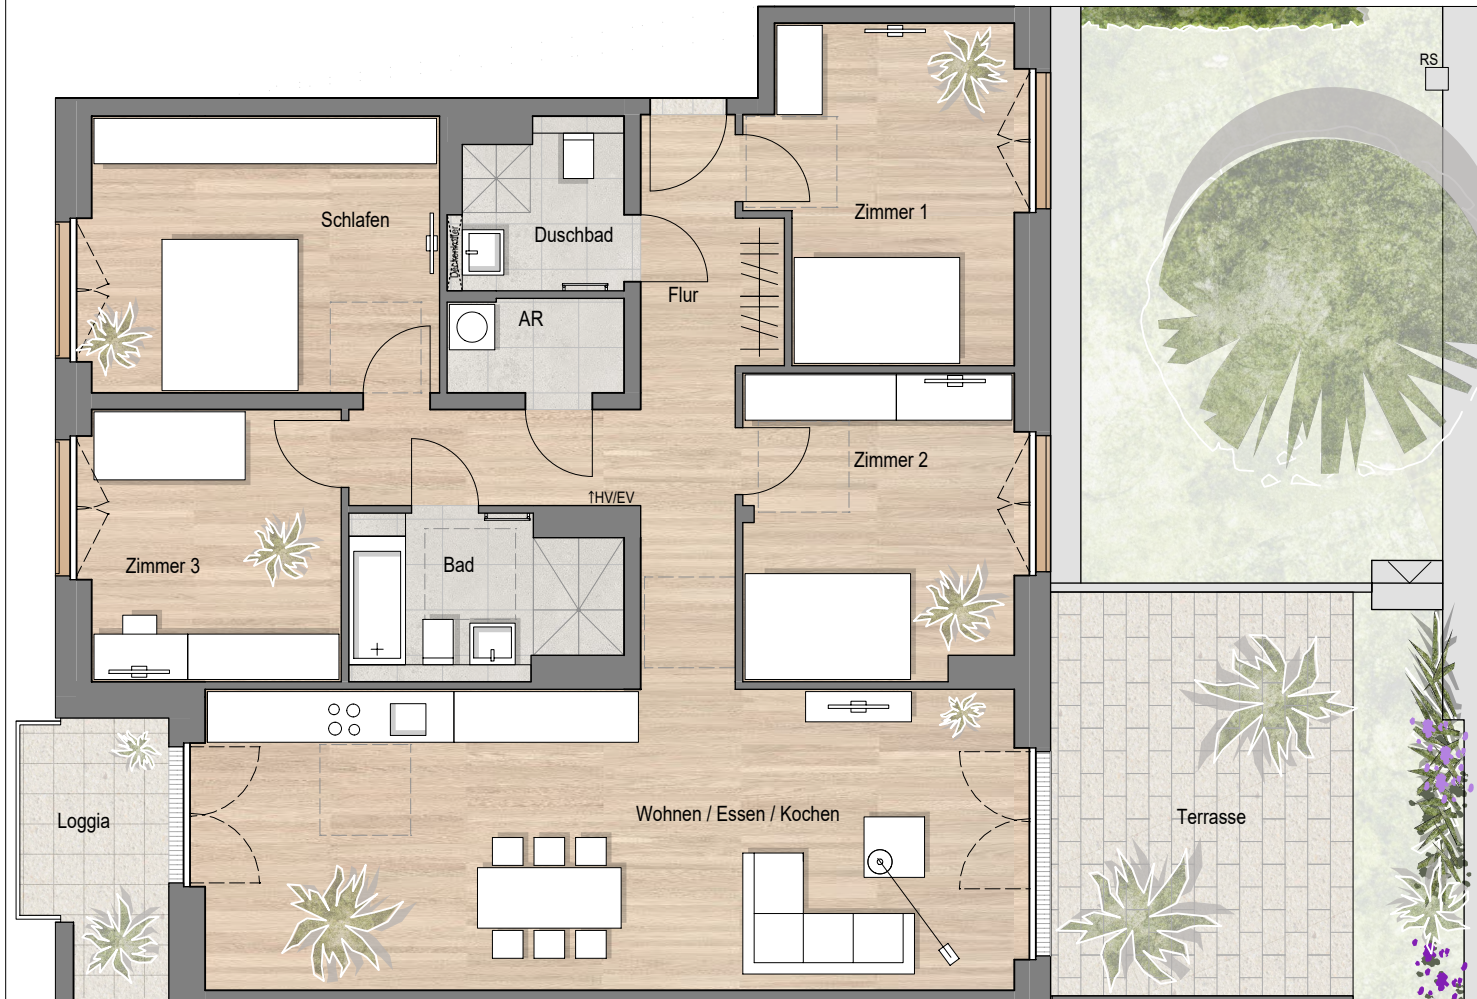 RS
Schlafen
Duschbad
Zimmer 1
Deckenkoffer
Flur
AR
Zimmer 2
↑HV/EV
Zimmer 3
Bad
Loggia
Wohnen / Essen / Kochen
Terrasse